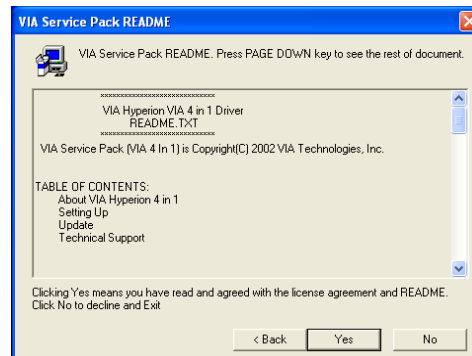 VIA Service Pack README
VIA Service Pack README. Press PAGE DOWN key to see the rest of document.
××××××××××××××××××××××××××
VIA Hyperion VIA 4 in 1 Driver
README.TXT
××××××××××××××××××××××××××
VIA Service Pack (VIA 4 In 1) is Copyright(C) 2002 VIA Technologies, Inc.
TABLE OF CONTENTS:
About VIA Hyperion 4 in 1
Setting Up
Update
Technical Support
Clicking Yes means you have read and agreed with the license agreement and README.
Click No to decline and Exit
< Back
Yes
No